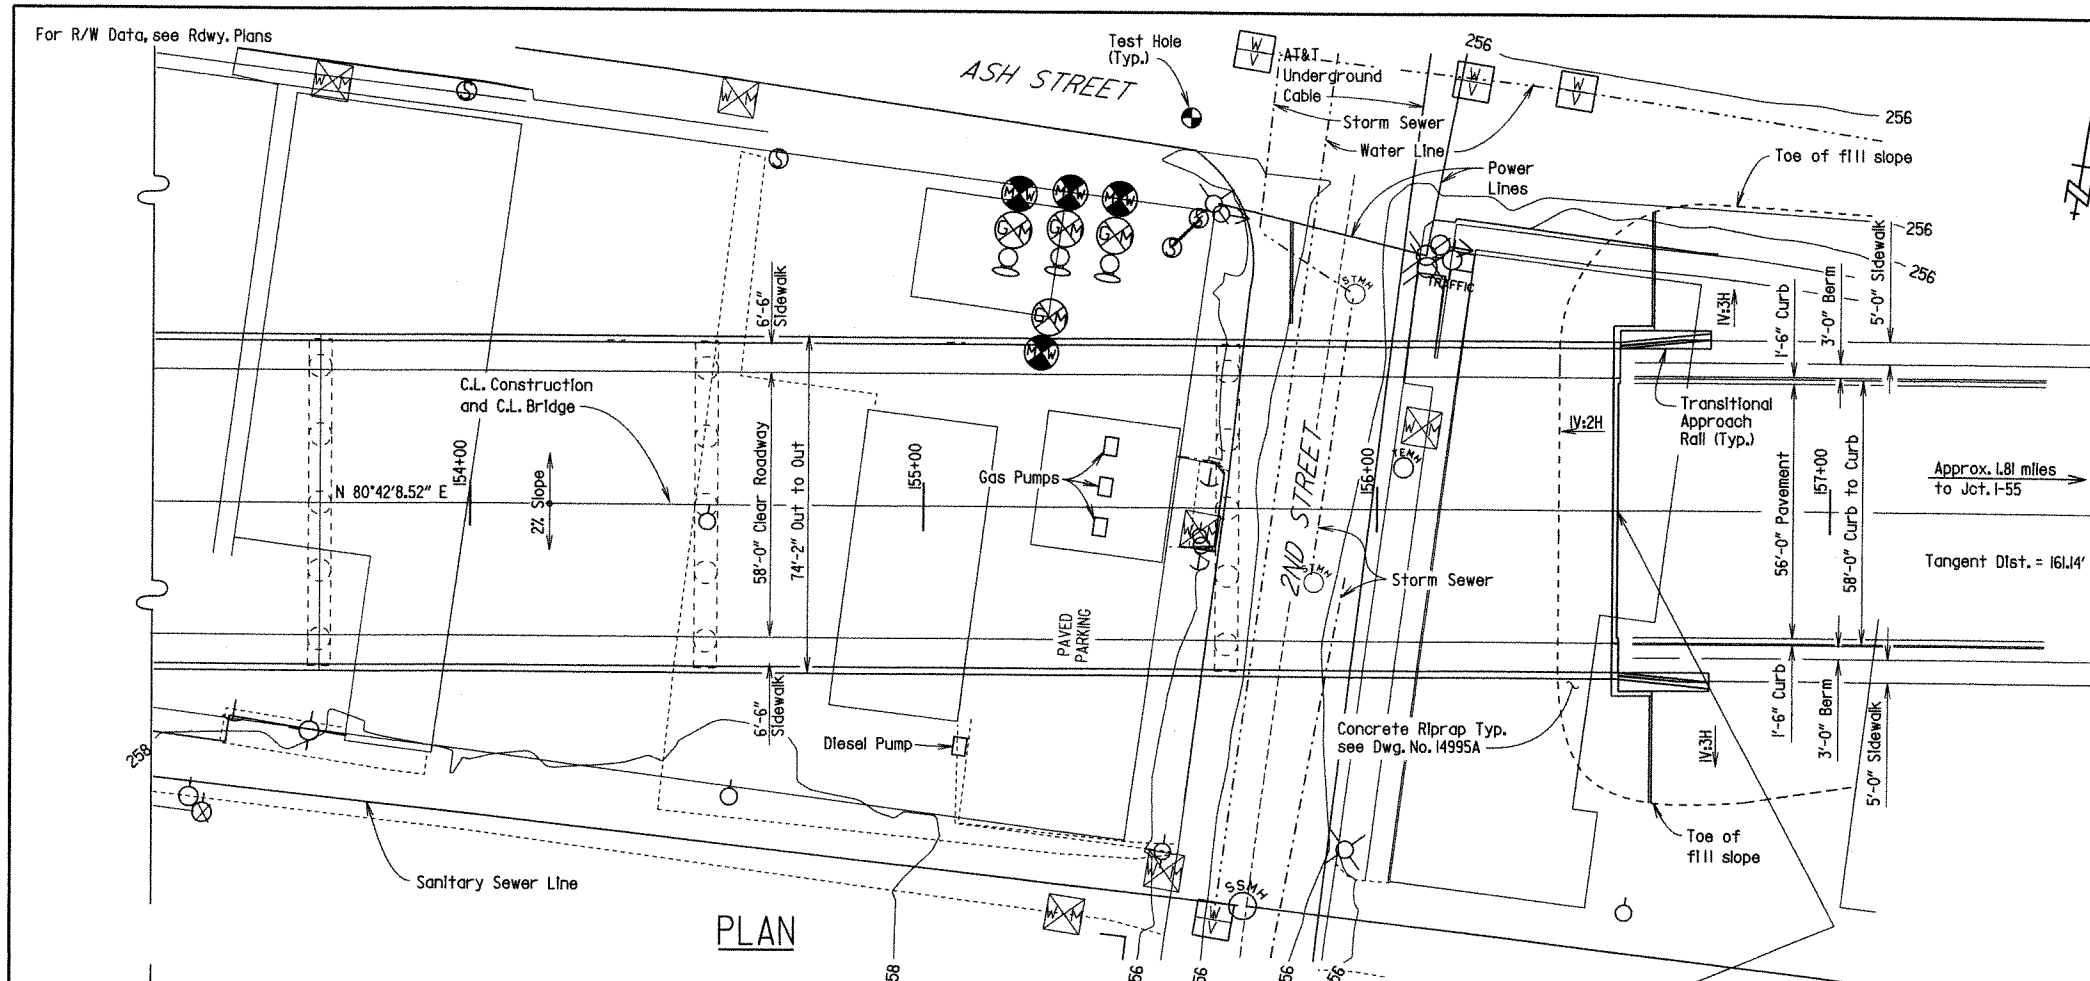 For R/W Data, see Rdwy. Plans
Test Hole
(Typ.)
ASH STREET
W
V
AT&T
Underground
Cable
Storm Sewer
Water Line
Power
Lines
256
W
V
W
V
256
Toe of fill slope
256
256
W M
S
W M
S
M W
M W
M W
G M
G M
G M
S
S
G M
M W
STMH
TRAFFIC
6'-6"
Sidewalk
1V:3H
1'-6" Curb
3'-0" Berm
5'-0" Sidewalk
C.L. Construction
and C.L. Bridge
N 80°42'8.52" E
154+00
2% Slope
58'-0" Clear Roadway
74'-2" Out to Out
155+00
Gas Pumps
W M
2ND STREET
STMH
156+00
W M
TEMH
1V:2H
Transitional
Approach
Rail (Typ.)
56'-0" Pavement
157+00
58'-0" Curb to Curb
Approx. 1.81 miles
to Jct. I-55
Tangent Dist. = 161.14'
Storm Sewer
PAVED
PARKING
6'-6"
Sidewalk
Diesel Pump
Concrete Riprap Typ.
see Dwg. No. 14995A
1V:3H
1'-6" Curb
3'-0" Berm
5'-0" Sidewalk
Toe of
fill slope
258
Sanitary Sewer Line
W M
W M
SSMH
W
V
PLAN
58
56
56
56
56